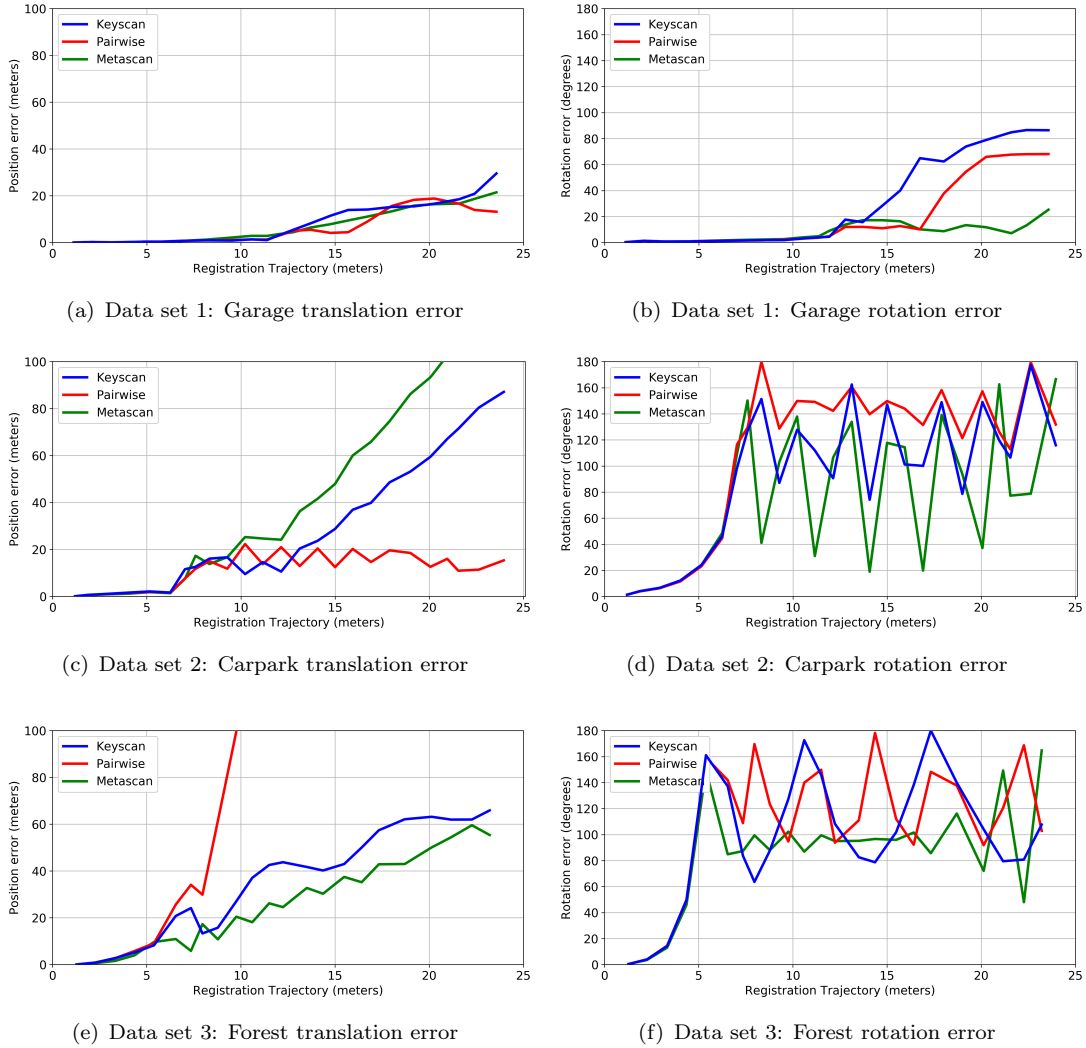 100
80
60
40
20
0
Position error (meters)
Keyscan
Pairwise
Metascan
0 5 10 15 20 25
Registration Trajectory (meters)
(a) Data set 1: Garage translation error
180
160
140
120
100
80
60
40
20
0
Rotation error (degrees)
Keyscan
Pairwise
Metascan
0 5 10 15 20 25
Registration Trajectory (meters)
(b) Data set 1: Garage rotation error
100
80
60
40
20
0
Position error (meters)
Keyscan
Pairwise
Metascan
0 5 10 15 20 25
Registration Trajectory (meters)
(c) Data set 2: Carpark translation error
180
160
140
120
100
80
60
40
20
0
Rotation error (degrees)
Keyscan
Pairwise
Metascan
0 5 10 15 20 25
Registration Trajectory (meters)
(d) Data set 2: Carpark rotation error
100
80
60
40
20
0
Position error (meters)
Keyscan
Pairwise
Metascan
0 5 10 15 20 25
Registration Trajectory (meters)
(e) Data set 3: Forest translation error
180
160
140
120
100
80
60
40
20
0
Rotation error (degrees)
Keyscan
Pairwise
Metascan
0 5 10 15 20 25
Registration Trajectory (meters)
(f) Data set 3: Forest rotation error